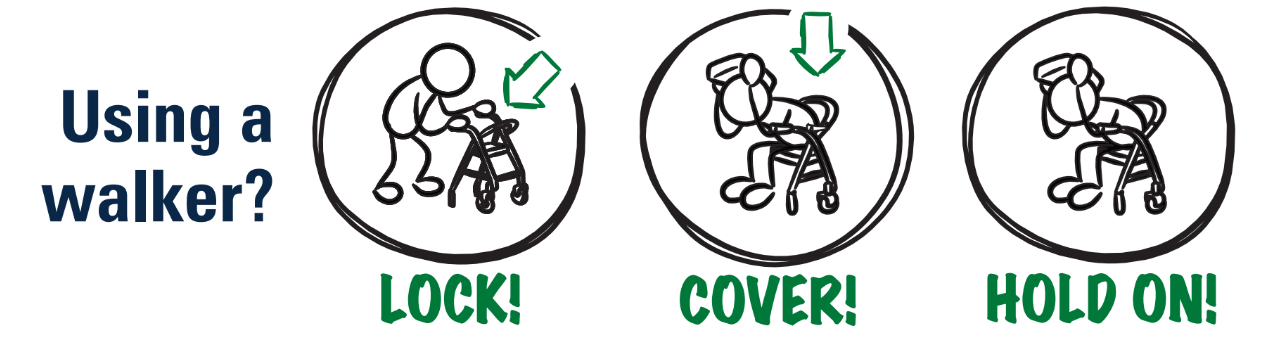 Using a
walker?
LOCK!
COVER!
HOLD ON!